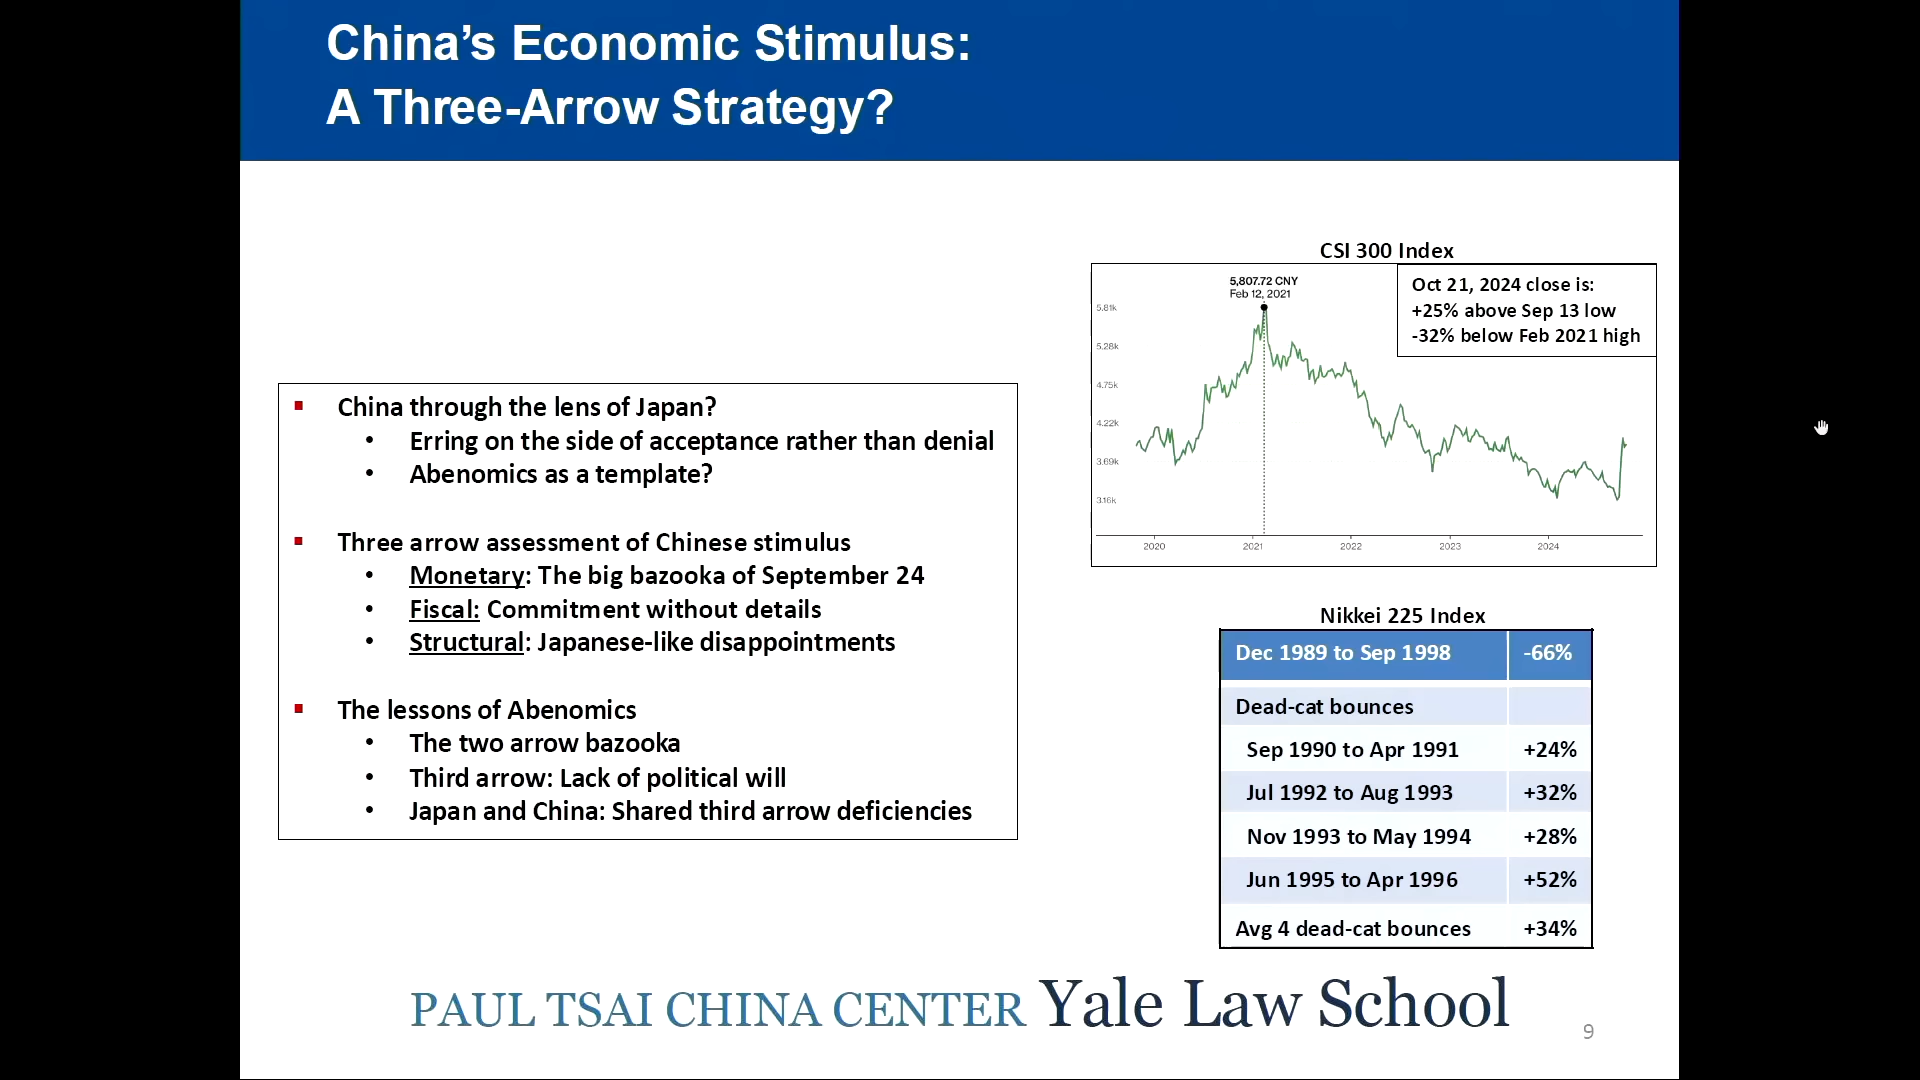 China’s Economic Stimulus:
A Three-Arrow Strategy?
China through the lens of Japan?
Erring on the side of acceptance rather than denial
Abenomics as a template?
Three arrow assessment of Chinese stimulus
Monetary: The big bazooka of September 24
Fiscal: Commitment without details
Structural: Japanese-like disappointments
The lessons of Abenomics
The two arrow bazooka
Third arrow: Lack of political will
Japan and China: Shared third arrow deficiencies
CSI 300 Index
5,807.72 CNY
Feb 12, 2021
Oct 21, 2024 close is:
+25% above Sep 13 low
-32% below Feb 2021 high
5.81k
5.28k
4.75k
4.22k
3.69k
3.16k
2020 2021 2022 2023 2024
Nikkei 225 Index
Dec 1989 to Sep 1998 -66%
Dead-cat bounces
Sep 1990 to Apr 1991 +24%
Jul 1992 to Aug 1993 +32%
Nov 1993 to May 1994 +28%
Jun 1995 to Apr 1996 +52%
Avg 4 dead-cat bounces +34%
PAUL TSAI CHINA CENTER Yale Law School
9